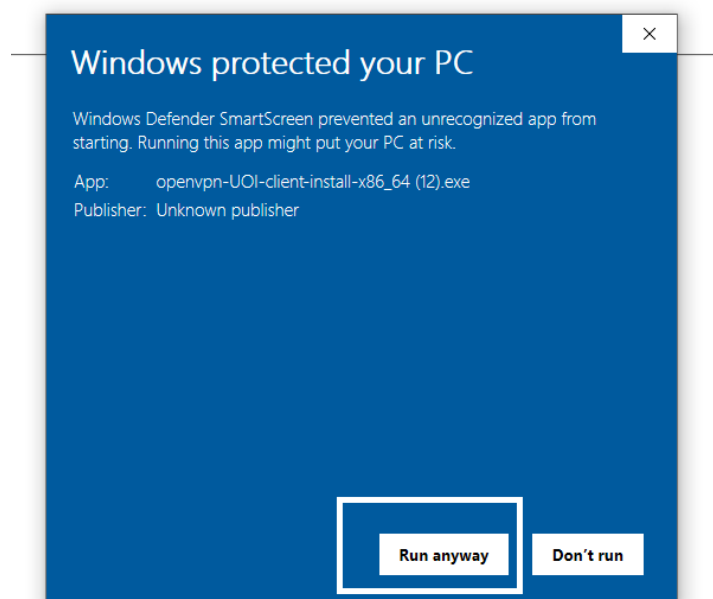 Windows protected your PC
Windows Defender SmartScreen prevented an unrecognized app from
starting. Running this app might put your PC at risk.
App: openvpn-UOI-client-install-x86_64 (12).exe
Publisher: Unknown publisher
Run anyway Don’t run